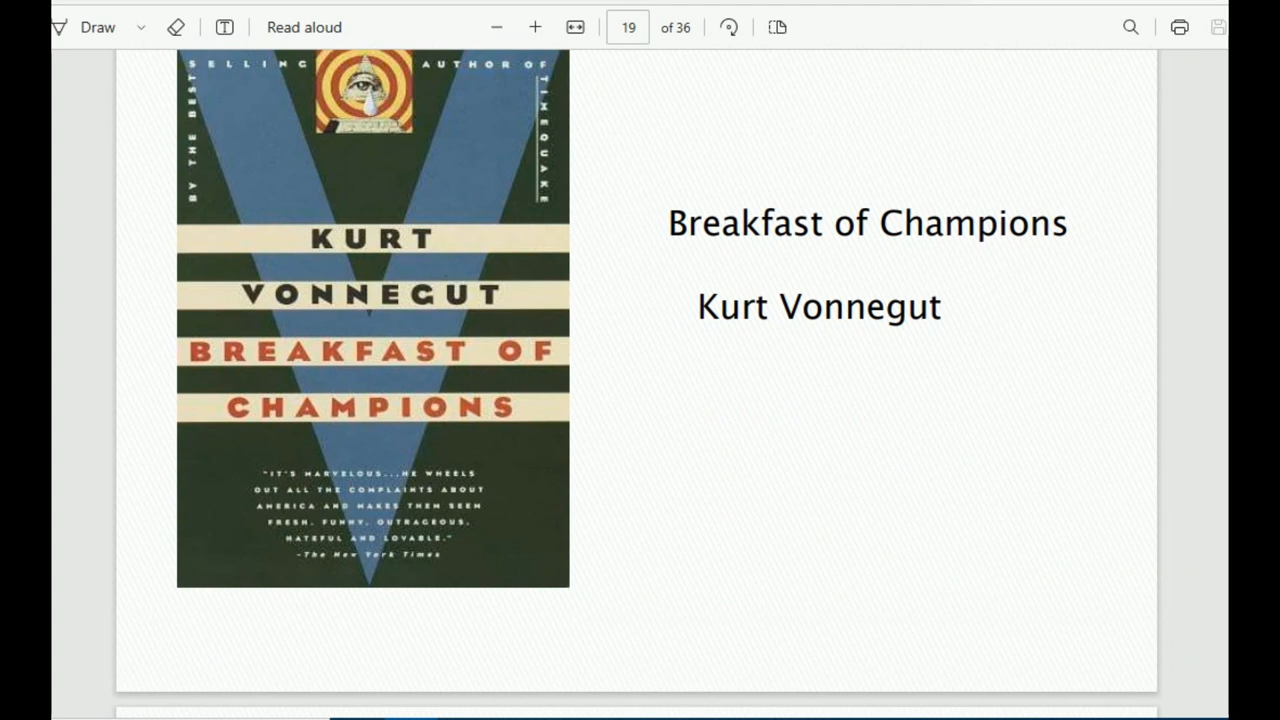 Draw
Read aloud
19
of 36
SELLING
AUTHOR OF
BY THE BEST
TIMEQUAKE
KURT
VONNEGUT
BREAKFAST OF
CHAMPIONS
"IT'S MARVELOUS...HE WHEELS
OUT ALL THE COMPLAINTS ABOUT
AMERICA AND MAKES THEM SEEM
FRESH, FUNNY, OUTRAGEOUS,
HATEFUL AND LOVABLE."
–The New York Times
Breakfast of Champions
Kurt Vonnegut